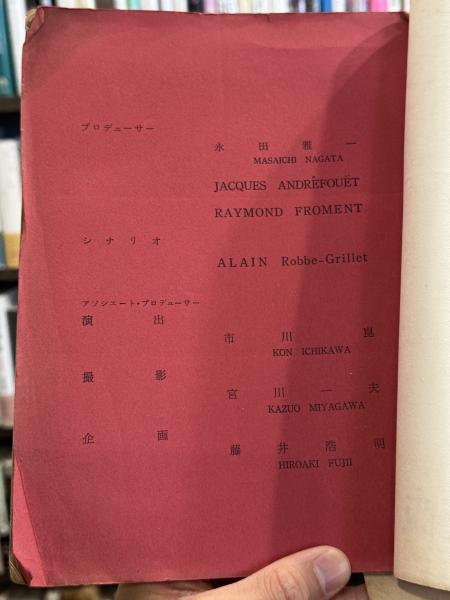 プロデューサー
永田雅一
MASAICHI NAGATA
JACQUES ANDRÉFOUËT
RAYMOND FROMENT
シナリオ
ALAIN Robbe-Grillet
アソシエート・プロデューサー
演出
市川崑
KON ICHIKAWA
撮影
宮川一夫
KAZUO MIYAGAWA
企画
藤井浩明
HIROAKI FUJII